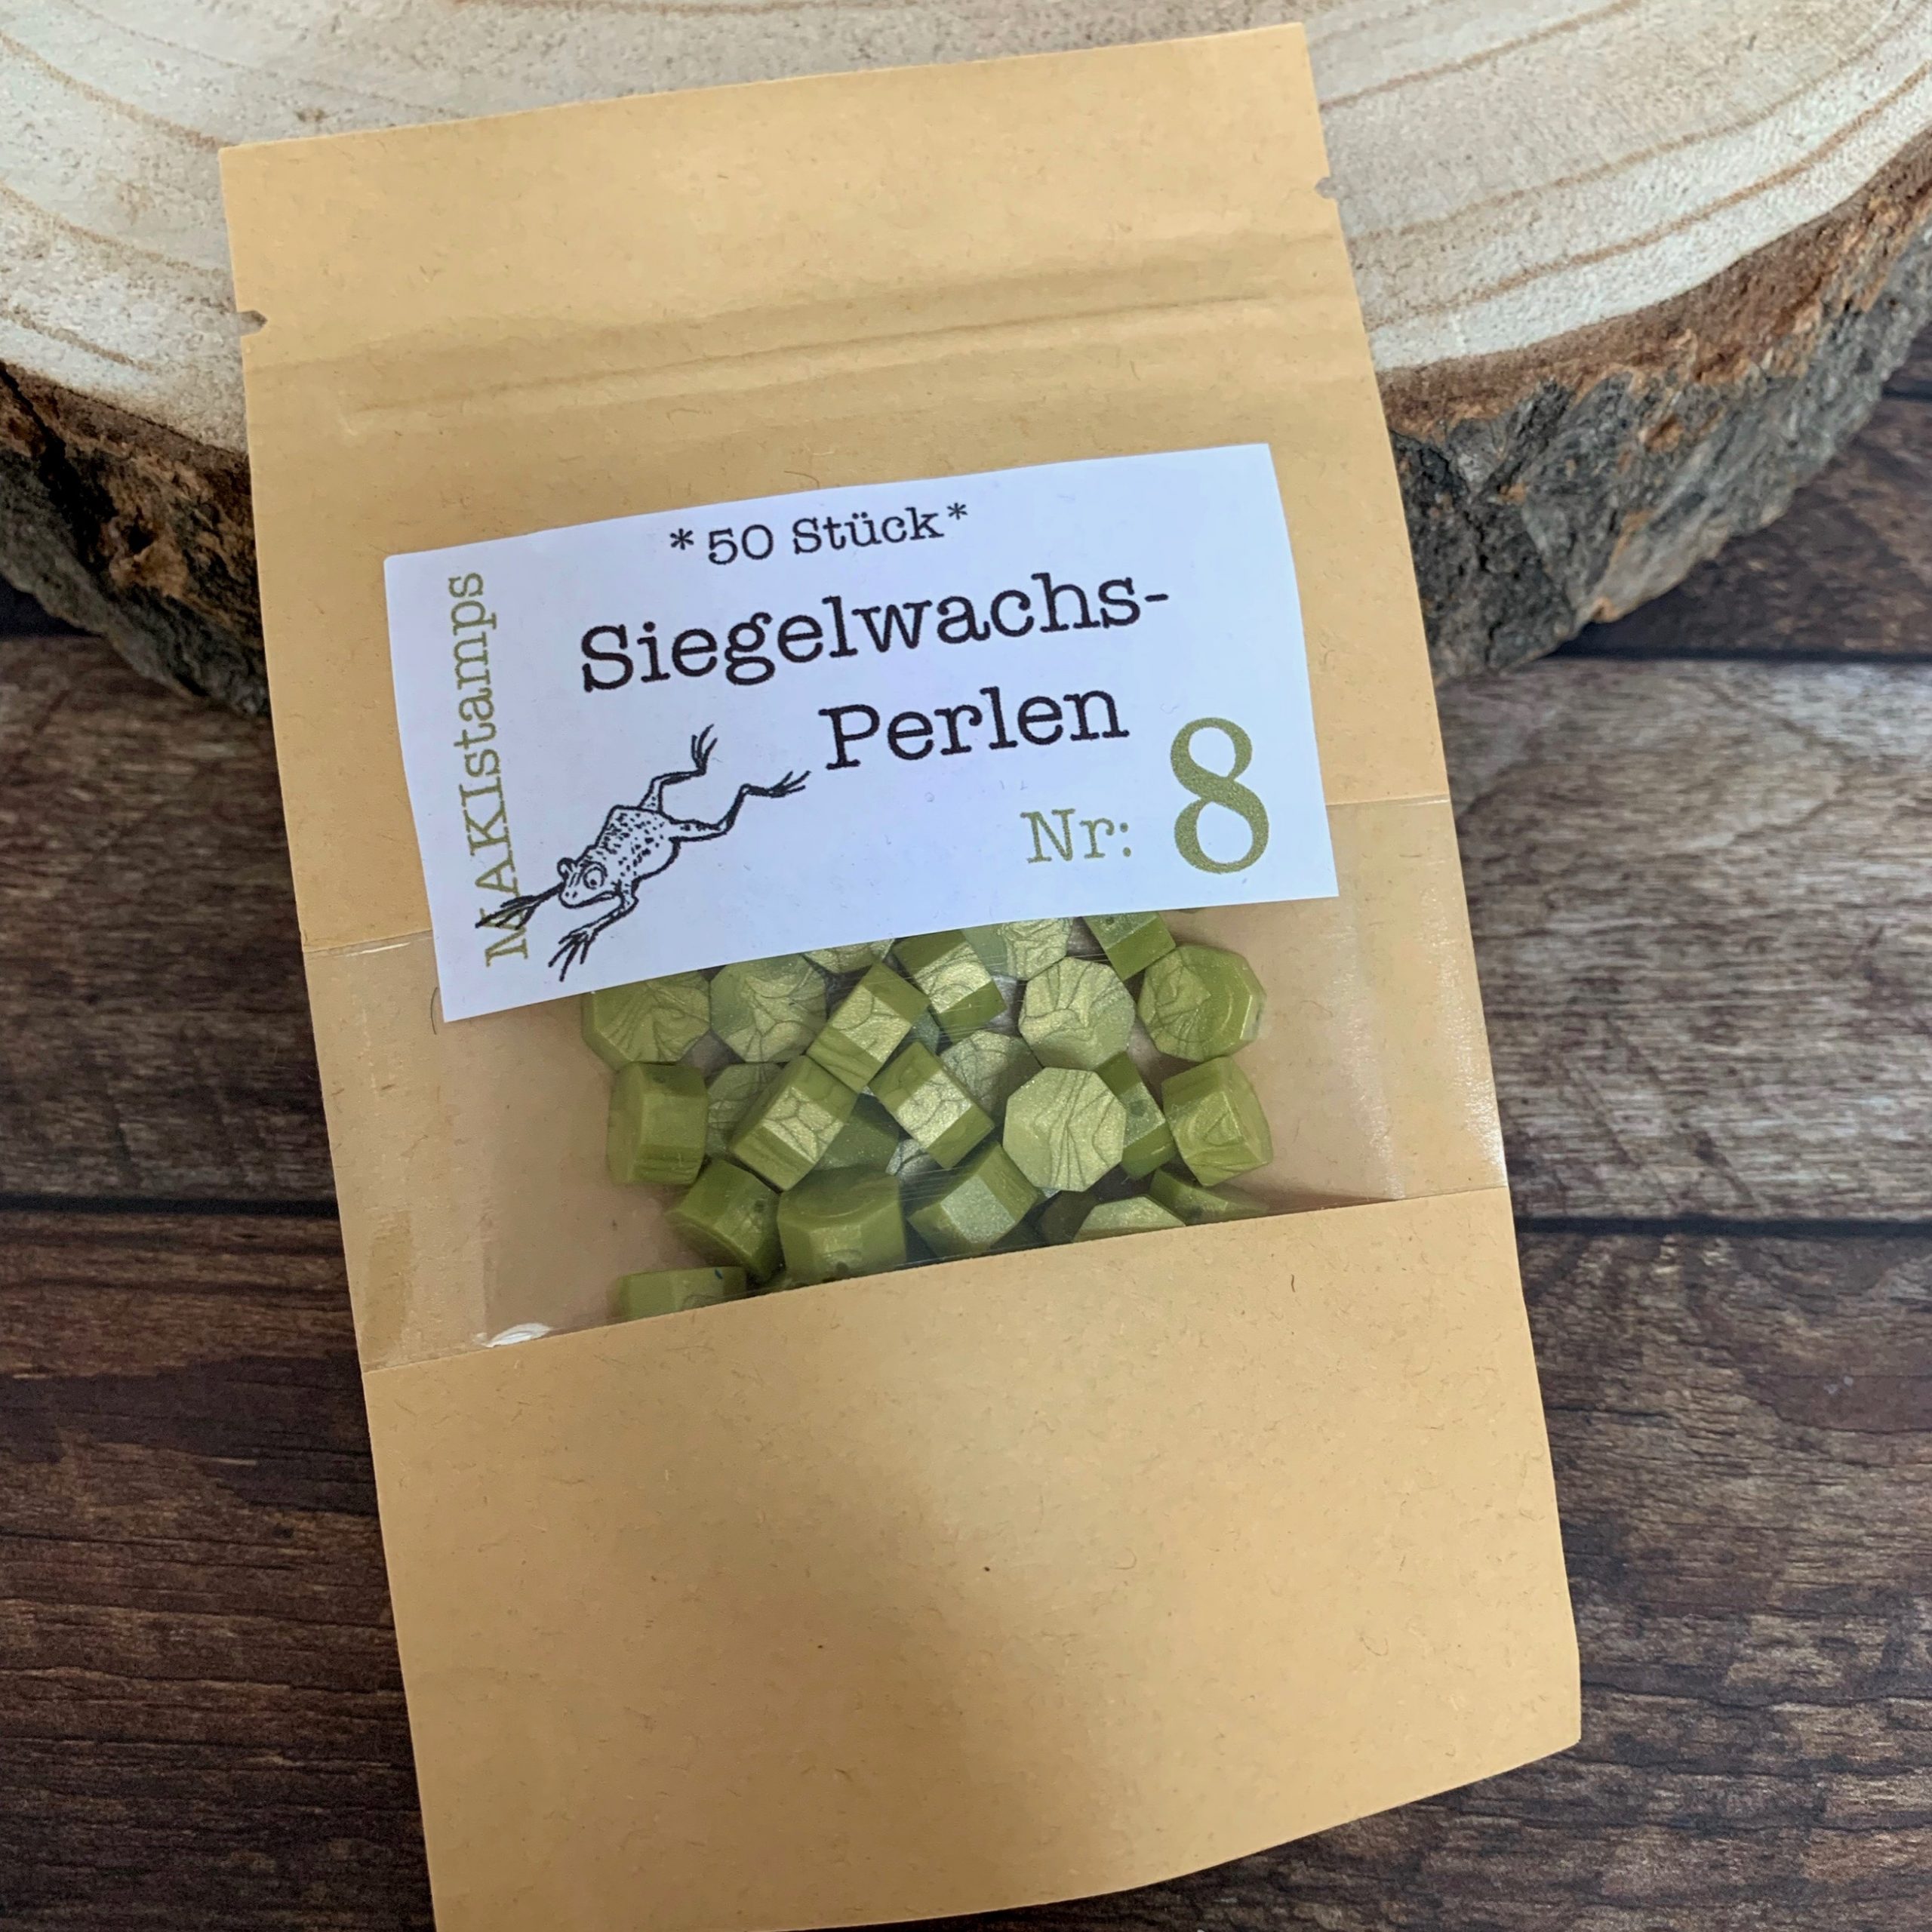 *50 Stück*
Siegelwachs-
Perlen
Nr: 8
MAKIstamps